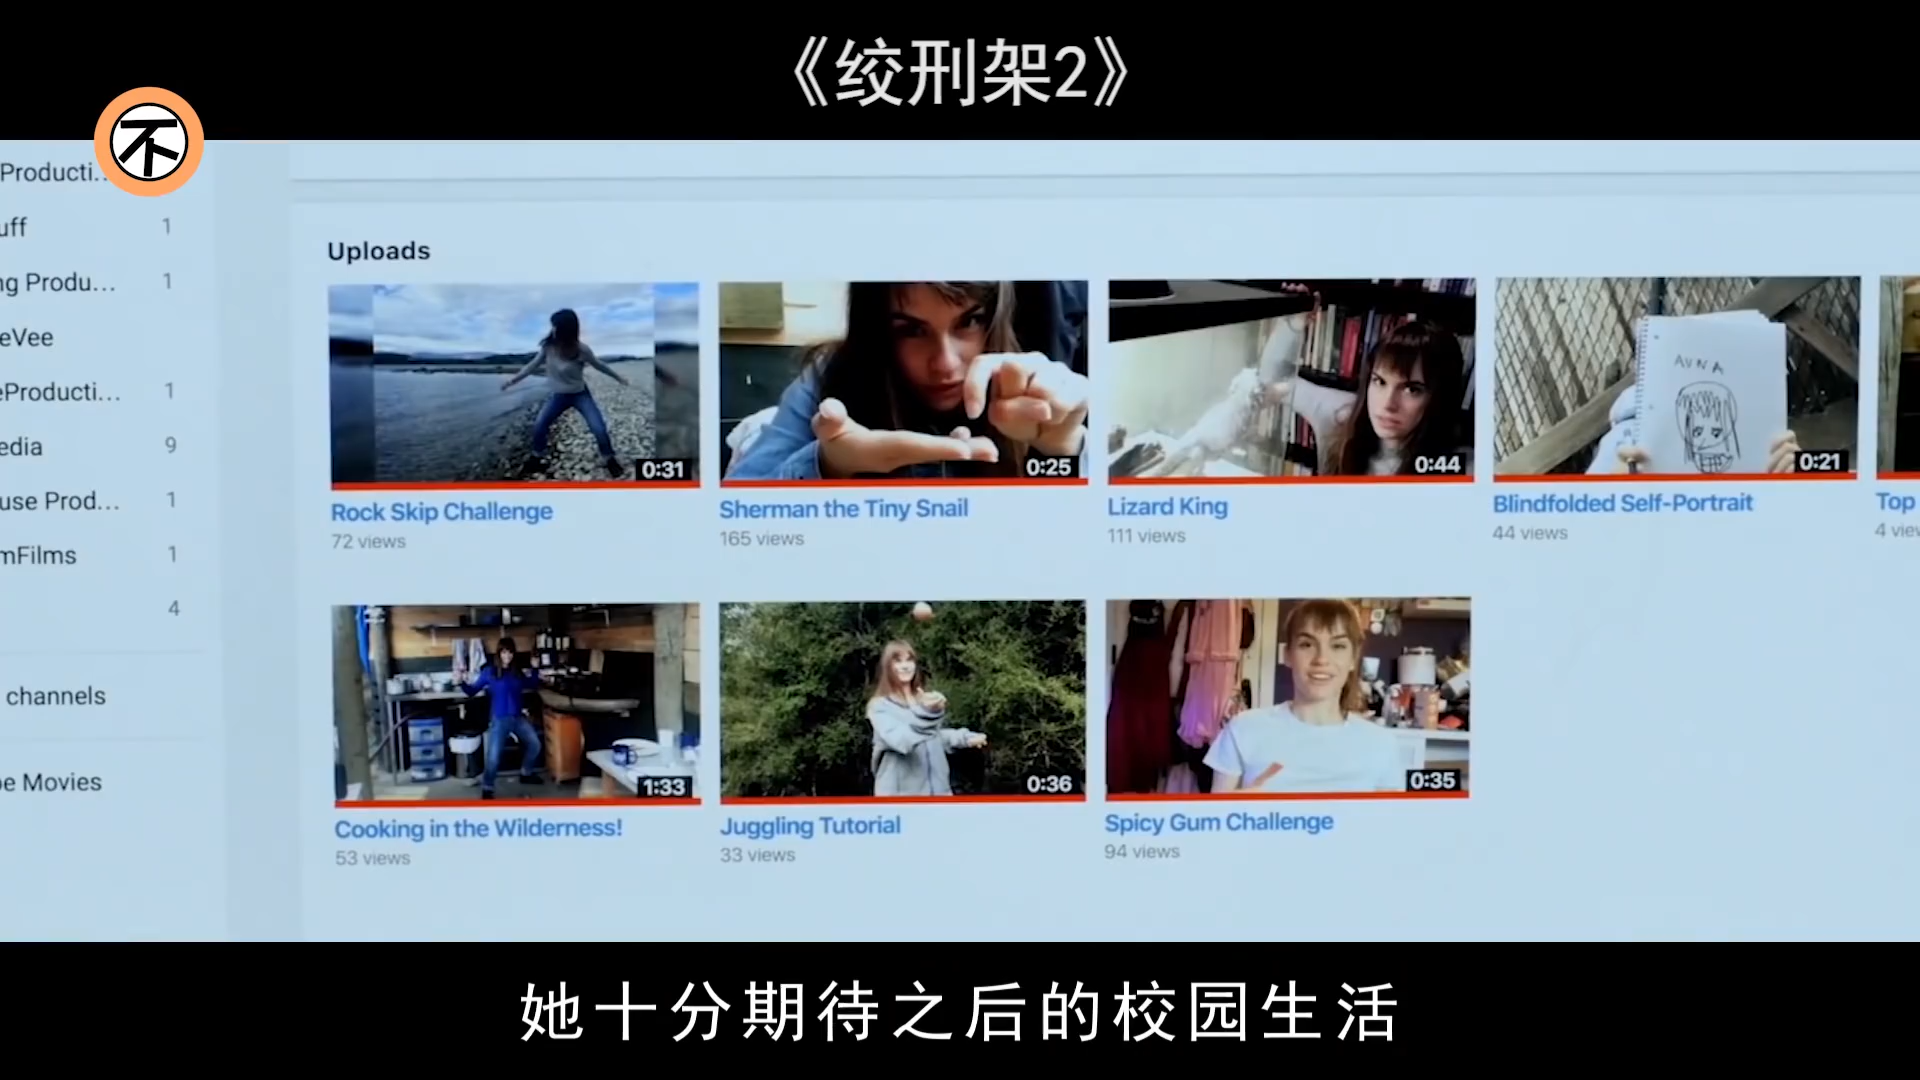 《绞刑架2》
不
Producti...
uff 1
ng Produ... 1
eVee
eProducti... 1
edia 9
use Prod... 1
mFilms 1
4
channels
be Movies
Uploads
0:31
0:25
0:44
AVNA
0:21
Rock Skip Challenge
72 views
Sherman the Tiny Snail
165 views
Lizard King
111 views
Blindfolded Self-Portrait
44 views
Top
4 view
1:33
0:36
0:35
Cooking in the Wilderness!
53 views
Juggling Tutorial
33 views
Spicy Gum Challenge
94 views
她十分期待之后的校园生活